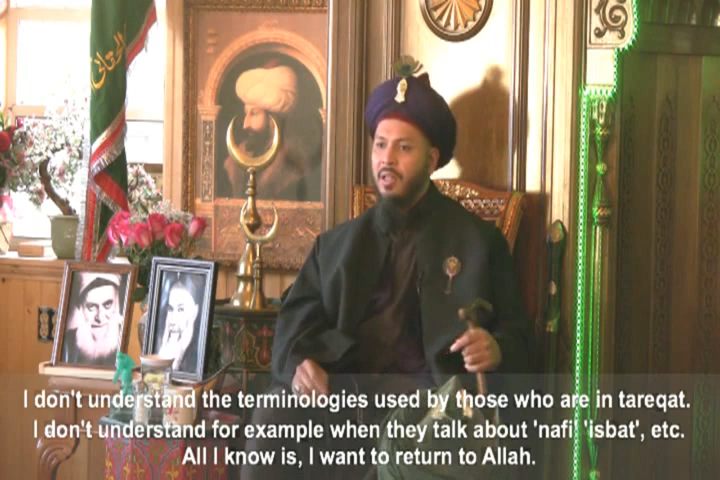 الحقاني
I don't understand the terminologies used by those who are in tareqat.
I don't understand for example when they talk about 'nafi' 'isbat', etc.
All I know is, I want to return to Allah.